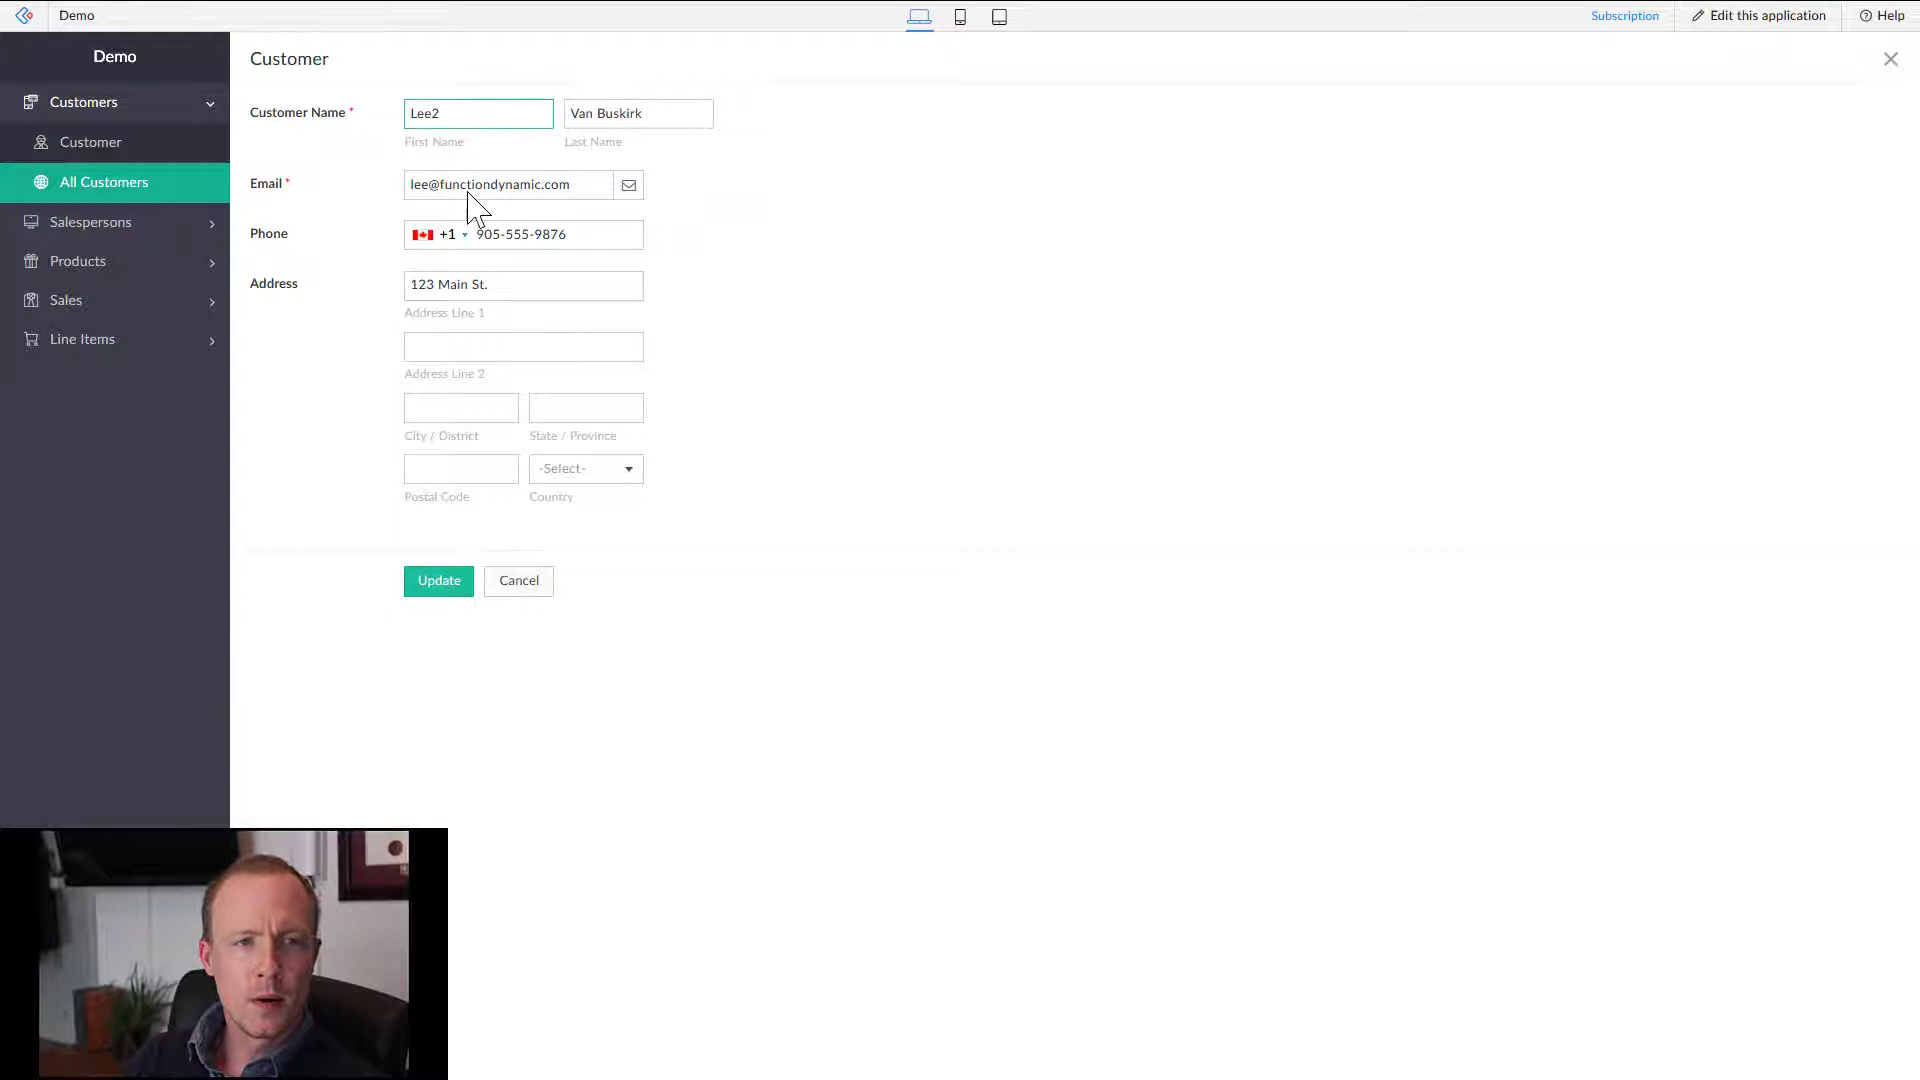 Demo
Subscription
Edit this application
Help
Demo
Customers
Customer
All Customers
Salespersons
Products
Sales
Line Items
Customer
Customer Name *
Lee2
Van Buskirk
First Name
Last Name
Email *
lee@functiondynamic.com
Phone
+1
905-555-9876
Address
123 Main St.
Address Line 1
Address Line 2
City / District
State / Province
-Select-
Postal Code
Country
Update
Cancel